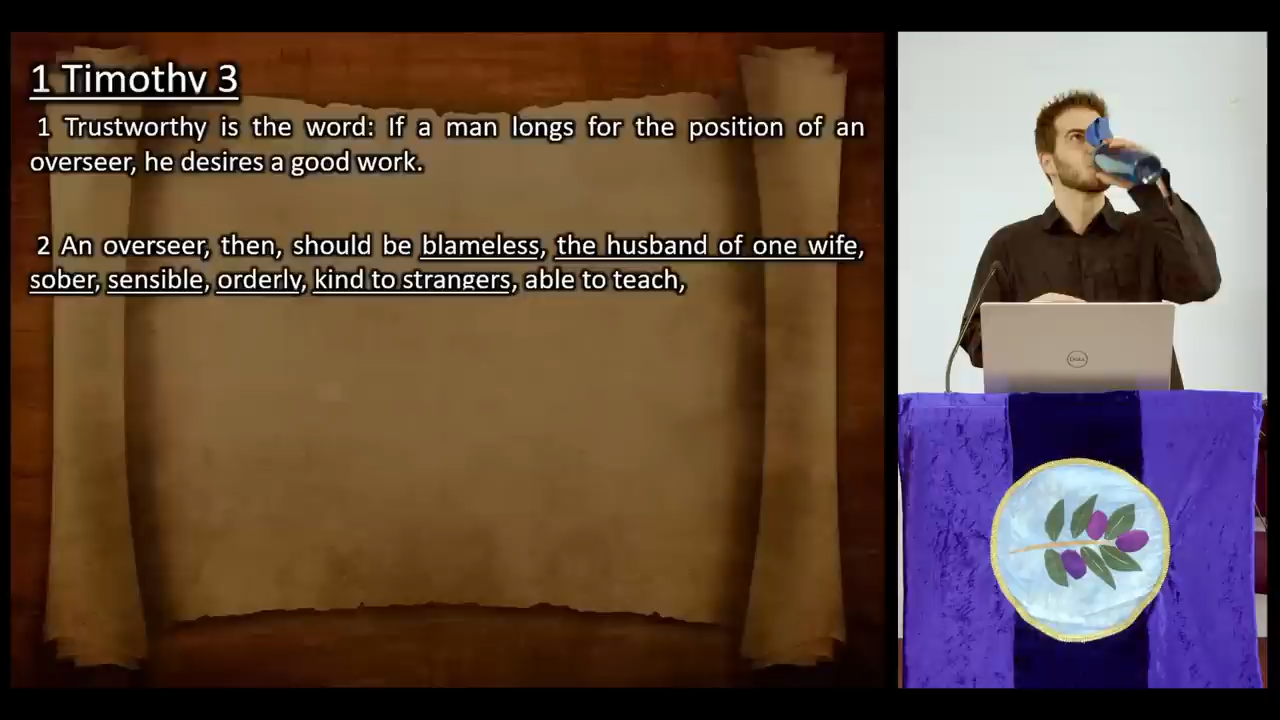 1 Timothy 3
1 Trustworthy is the word: If a man longs for the position of an
overseer, he desires a good work.
2 An overseer, then, should be blameless, the husband of one wife,
sober, sensible, orderly, kind to strangers, able to teach,
DELL